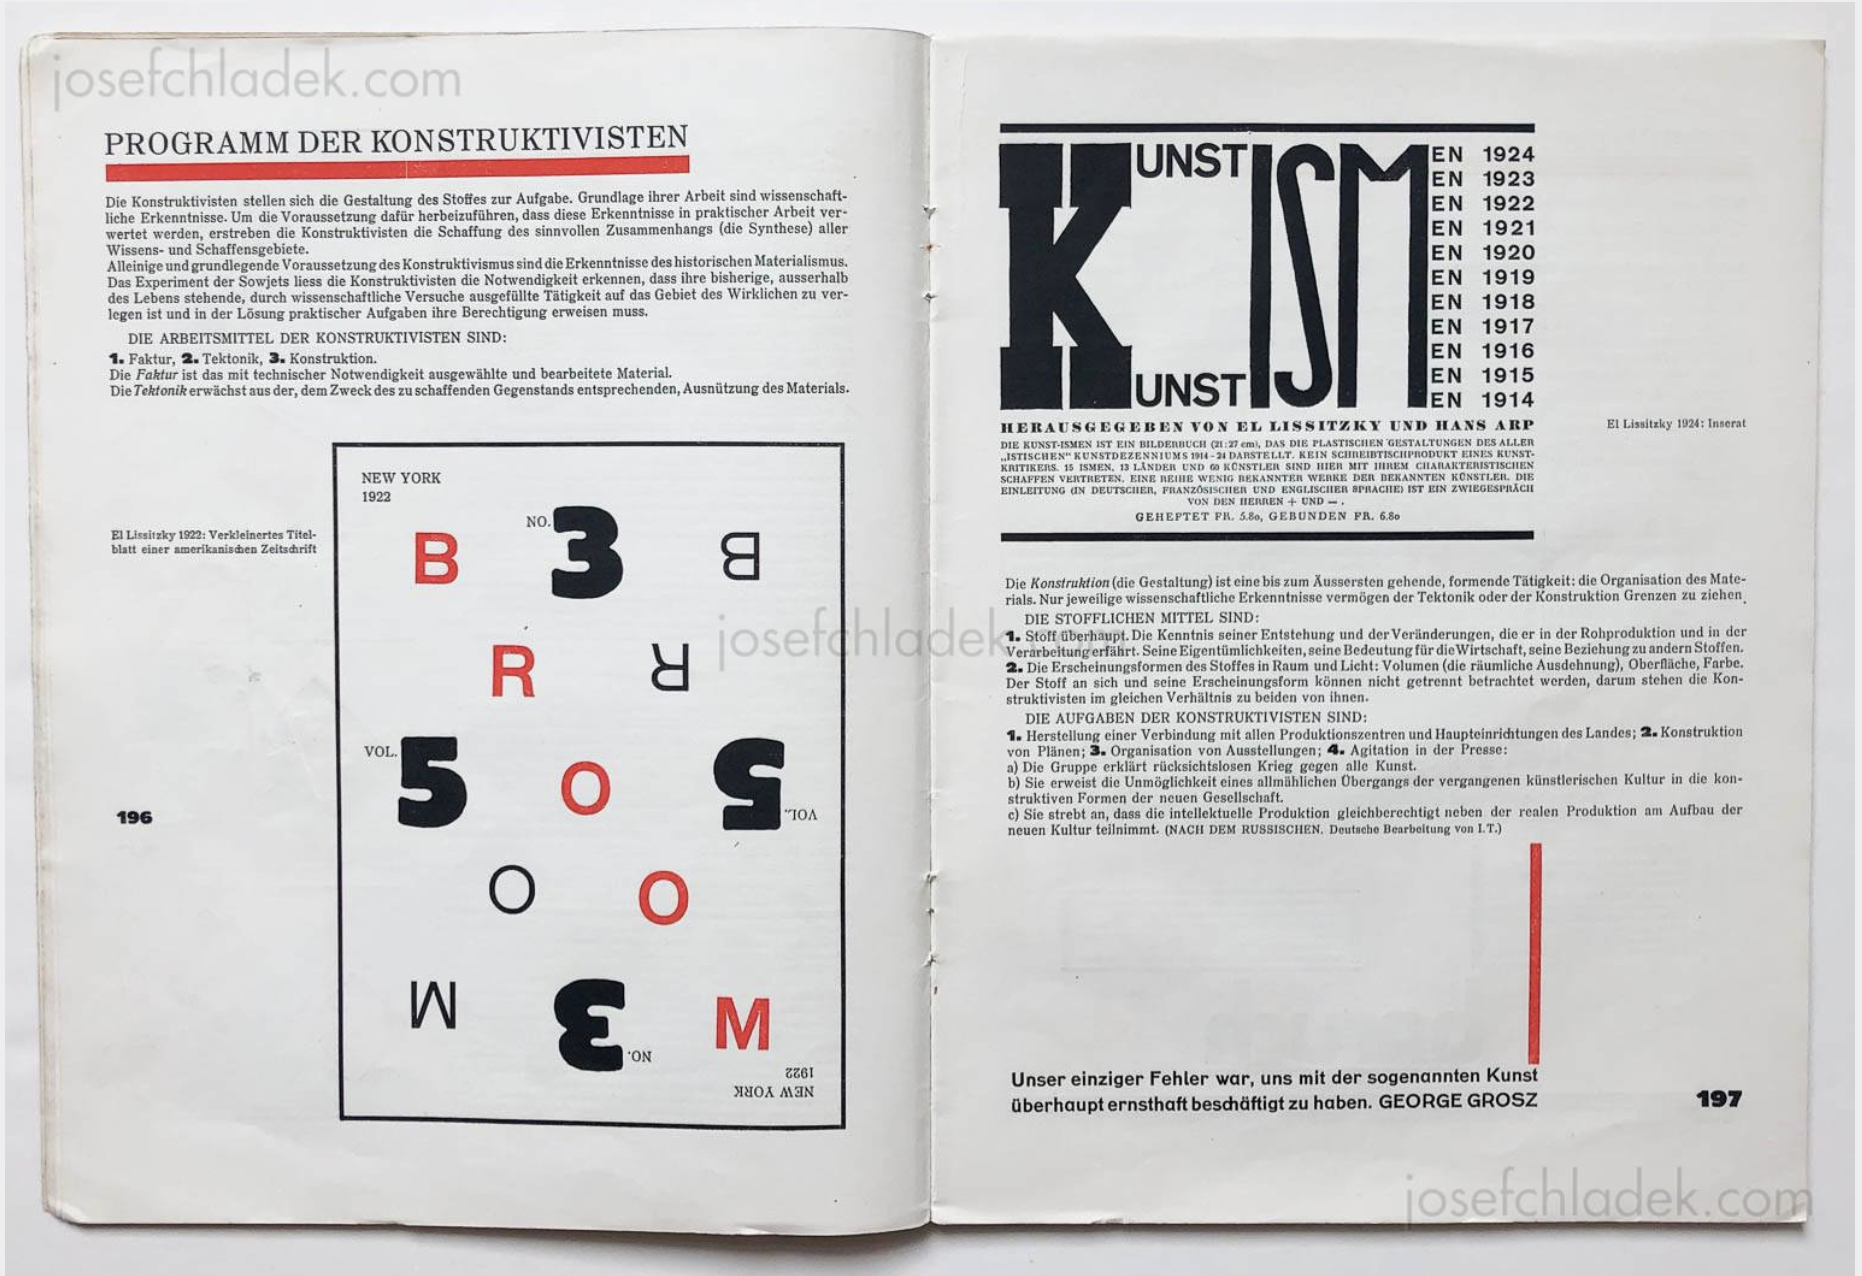 josefchladek.com
PROGRAMM DER KONSTRUKTIVISTEN
Die Konstruktivisten stellen sich die Gestaltung des Stoffes zur Aufgabe. Grundlage ihrer Arbeit sind wissenschaft-
liche Erkenntnisse. Um die Voraussetzung dafür herbeizuführen, dass diese Erkenntnisse in praktischer Arbeit ver-
wertet werden, erstreben die Konstruktivisten die Schaffung des sinnvollen Zusammenhangs (die Synthese) aller
Wissens- und Schaffensgebiete.
Alleinige und grundlegende Voraussetzung des Konstruktivismus sind die Erkenntnisse des historischen Materialismus.
Das Experiment der Sowjets liess die Konstruktivisten die Notwendigkeit erkennen, dass ihre bisherige, ausserhalb
des Lebens stehende, durch wissenschaftliche Versuche ausgefüllte Tätigkeit auf das Gebiet des Wirklichen zu ver-
legen ist und in der Lösung praktischer Aufgaben ihre Berechtigung erweisen muss.
DIE ARBEITSMITTEL DER KONSTRUKTIVISTEN SIND:
1. Faktur, 2. Tektonik, 3. Konstruktion.
Die Faktur ist das mit technischer Notwendigkeit ausgewählte und bearbeitete Material.
Die Tektonik erwächst aus der, dem Zweck des zu schaffenden Gegenstands entsprechenden, Ausnützung des Materials.
El Lissitzky 1922: Verkleinertes Titel-
blatt einer amerikanischen Zeitschrift
NEW YORK
1922
B NO. 3 B
R R
VOL. 5 O 5 VOL.
O O
M 3 NO. M
1922
NEW YORK
196
josefchladek.com
KUNSTISMEN 1924
EN 1923
EN 1922
EN 1921
EN 1920
EN 1919
EN 1918
EN 1917
EN 1916
EN 1915
UNST EN 1914
HERAUSGEGEBEN VON EL LISSITZKY UND HANS ARP
DIE KUNST-ISMEN IST EIN BILDERBUCH (21:27 cm), DAS DIE PLASTISCHEN GESTALTUNGEN DES ALLER
„ISTISCHEN" KUNSTDEZENNIUMS 1914-24 DARSTELLT. KEIN SCHREIBTISCHPRODUKT EINES KUNST-
KRITIKERS. 15 ISMEN, 13 LÄNDER UND 60 KÜNSTLER SIND HIER MIT IHREM CHARAKTERISTISCHEN
SCHAFFEN VERTRETEN. EINE REIHE WENIG BEKANNTER WERKE DER BEKANNTEN KÜNSTLER. DIE
EINLEITUNG (IN DEUTSCHER, FRANZÖSISCHER UND ENGLISCHER SPRACHE) IST EIN ZWIEGESPRÄCH
VON DEN HERREN + UND –.
GEHEFTET FR. 5.80, GEBUNDEN FR. 6.80
El Lissitzky 1924: Inserat
Die Konstruktion (die Gestaltung) ist eine bis zum Äussersten gehende, formende Tätigkeit: die Organisation des Mate-
rials. Nur jeweilige wissenschaftliche Erkenntnisse vermögen der Tektonik oder der Konstruktion Grenzen zu ziehen.
DIE STOFFLICHEN MITTEL SIND:
1. Stoff überhaupt. Die Kenntnis seiner Entstehung und der Veränderungen, die er in der Rohproduktion und in der
Verarbeitung erfährt. Seine Eigentümlichkeiten, seine Bedeutung für die Wirtschaft, seine Beziehung zu andern Stoffen.
2. Die Erscheinungsformen des Stoffes in Raum und Licht: Volumen (die räumliche Ausdehnung), Oberfläche, Farbe.
Der Stoff an sich und seine Erscheinungsform können nicht getrennt betrachtet werden, darum stehen die Kon-
struktivisten im gleichen Verhältnis zu beiden von ihnen.
DIE AUFGABEN DER KONSTRUKTIVISTEN SIND:
1. Herstellung einer Verbindung mit allen Produktionszentren und Haupteinrichtungen des Landes; 2. Konstruktion
von Plänen; 3. Organisation von Ausstellungen; 4. Agitation in der Presse:
a) Die Gruppe erklärt rücksichtslosen Krieg gegen alle Kunst.
b) Sie erweist die Unmöglichkeit eines allmählichen Übergangs der vergangenen künstlerischen Kultur in die kon-
struktiven Formen der neuen Gesellschaft.
c) Sie strebt an, dass die intellektuelle Produktion gleichberechtigt neben der realen Produktion am Aufbau der
neuen Kultur teilnimmt. (NACH DEM RUSSISCHEN. Deutsche Bearbeitung von I.T.)
Unser einziger Fehler war, uns mit der sogenannten Kunst
überhaupt ernsthaft beschäftigt zu haben. GEORGE GROSZ
197
josefchladek.com